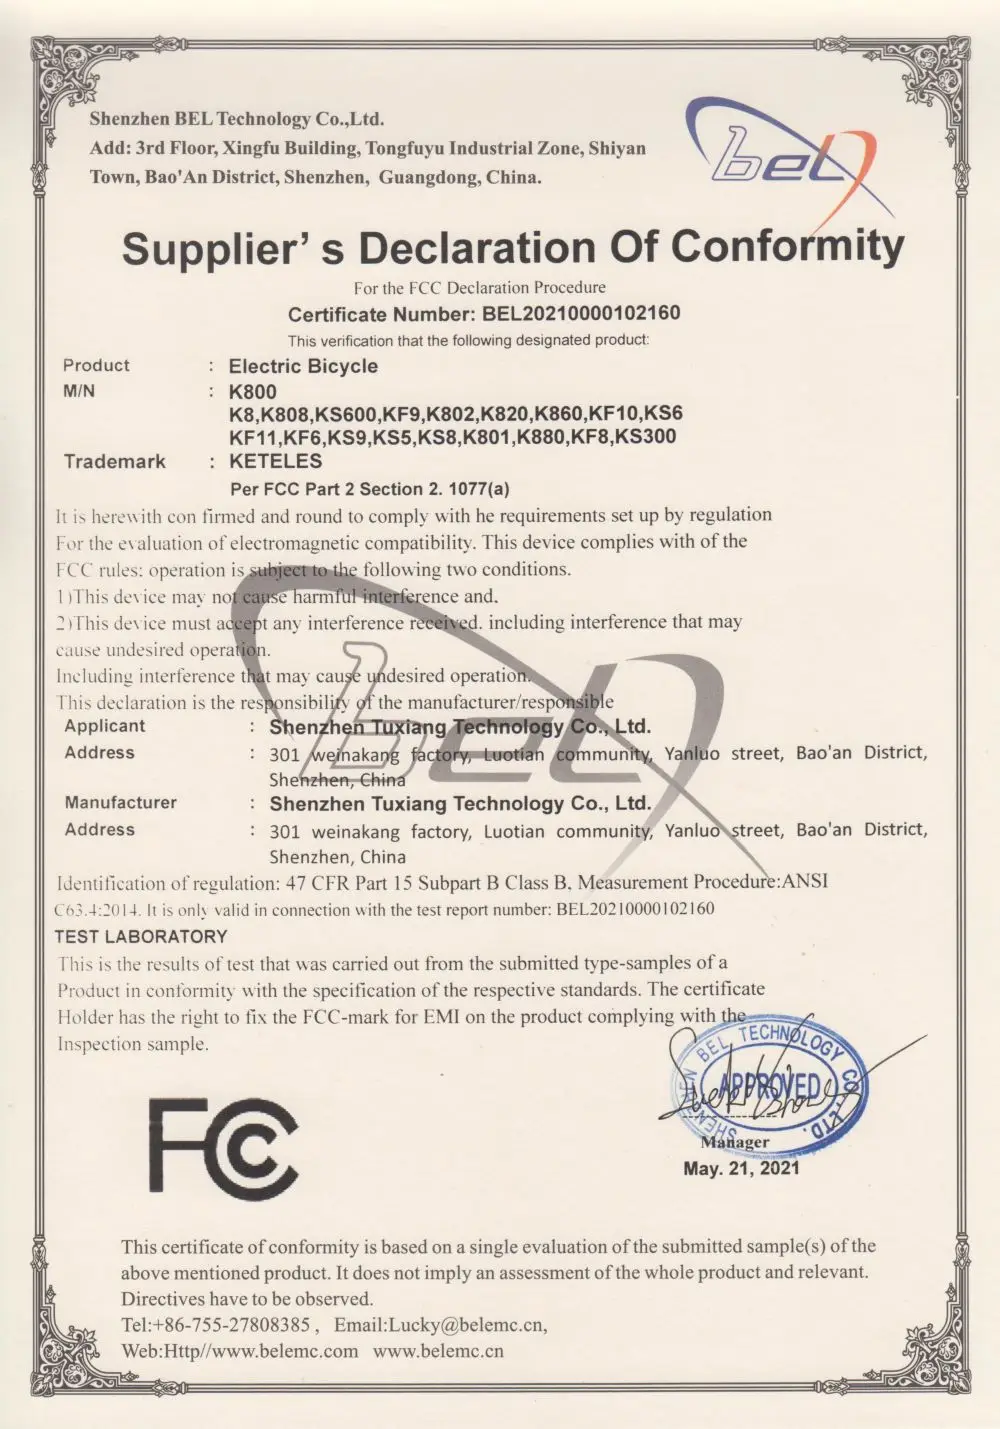 Shenzhen BEL Technology Co.,Ltd.
Add: 3rd Floor, Xingfu Building, Tongfuyu Industrial Zone, Shiyan
Town, Bao'An District, Shenzhen, Guangdong, China.
bel
Supplier' s Declaration Of Conformity
For the FCC Declaration Procedure
Certificate Number: BEL20210000102160
This verification that the following designated product:
Product : Electric Bicycle
M/N : K800
K8,K808,KS600,KF9,K802,K820,K860,KF10,KS6
KF11,KF6,KS9,KS5,KS8,K801,K880,KF8,KS300
Trademark : KETELES
Per FCC Part 2 Section 2. 1077(a)
It is herewith con firmed and round to comply with he requirements set up by regulation
For the evaluation of electromagnetic compatibility. This device complies with of the
FCC rules: operation is subject to the following two conditions.
1)This device may not cause harmful interference and.
2)This device must accept any interference received. including interference that may
cause undesired operation.
Including interference that may cause undesired operation.
This declaration is the responsibility of the manufacturer/responsible
Applicant : Shenzhen Tuxiang Technology Co., Ltd.
Address : 301 weinakang factory, Luotian community, Yanluo street, Bao'an District,
Shenzhen, China
Manufacturer : Shenzhen Tuxiang Technology Co., Ltd.
Address : 301 weinakang factory, Luotian community, Yanluo street, Bao'an District,
Shenzhen, China
bel
Identification of regulation: 47 CFR Part 15 Subpart B Class B. Measurement Procedure:ANSI
C63.4:2014. It is only valid in connection with the test report number: BEL20210000102160
TEST LABORATORY
This is the results of test that was carried out from the submitted type-samples of a
Product in conformity with the specification of the respective standards. The certificate
Holder has the right to fix the FCC-mark for EMI on the product complying with the
Inspection sample.
SHENZHEN BEL TECHNOLOGY CO.,LTD.
APPROVED
Manager
May. 21, 2021
FC
This certificate of conformity is based on a single evaluation of the submitted sample(s) of the
above mentioned product. It does not imply an assessment of the whole product and relevant.
Directives have to be observed.
Tel:+86-755-27808385 , Email:Lucky@belemc.cn,
Web:Http//www.belemc.com www.belemc.cn